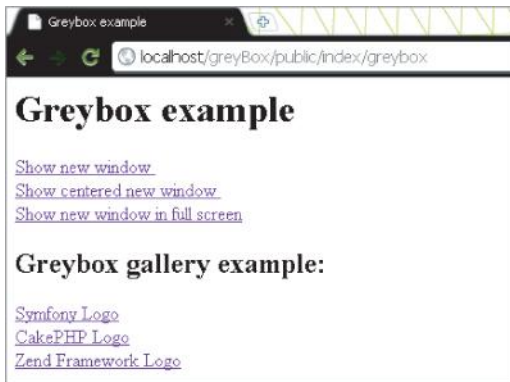 Greybox example
localhost/greyBox/public/index/greybox
Greybox example
Show new window
Show centered new window
Show new window in full screen
Greybox gallery example:
Symfony Logo
CakePHP Logo
Zend Framework Logo